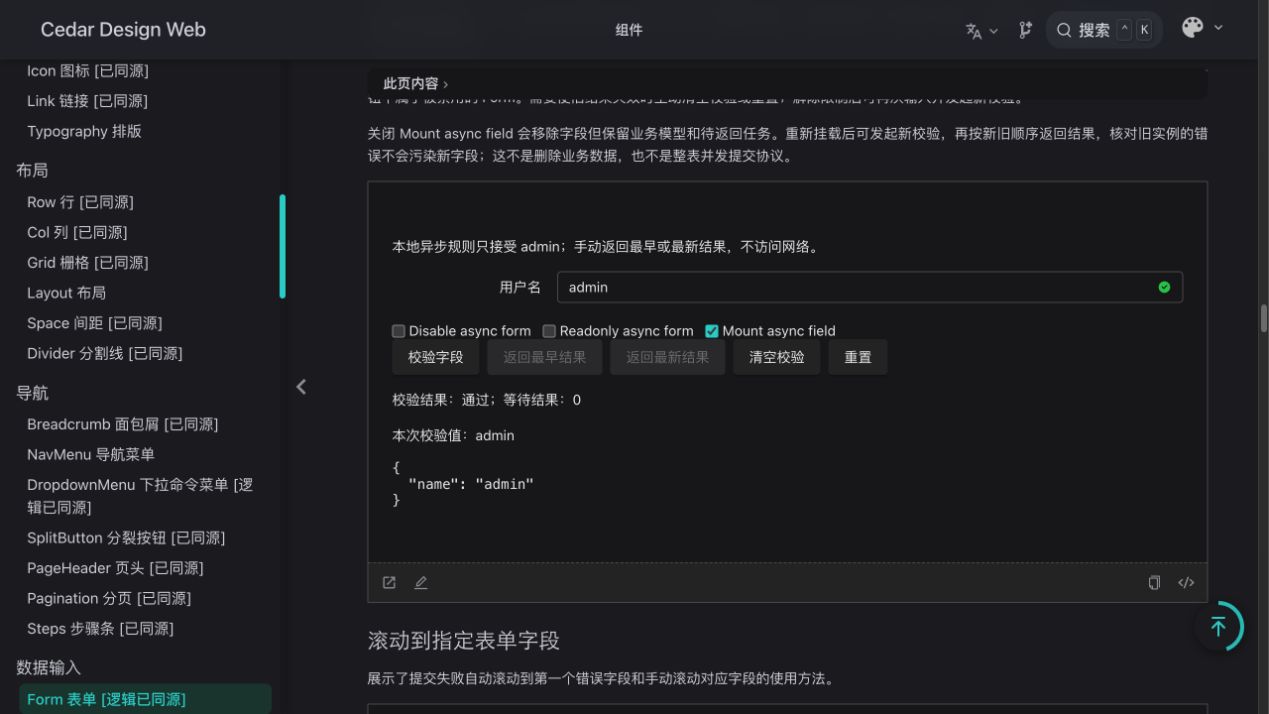 Cedar Design Web
组件
搜索 ^ K
Icon 图标 [已同源]
Link 链接 [已同源]
Typography 排版
布局
Row 行 [已同源]
Col 列 [已同源]
Grid 栅格 [已同源]
Layout 布局
Space 间距 [已同源]
Divider 分割线 [已同源]
导航
Breadcrumb 面包屑 [已同源]
NavMenu 导航菜单
DropdownMenu 下拉命令菜单 [逻
辑已同源]
SplitButton 分裂按钮 [已同源]
PageHeader 页头 [已同源]
Pagination 分页 [已同源]
Steps 步骤条 [已同源]
数据输入
Form 表单 [逻辑已同源]
此页内容 ›
关闭 Mount async field 会移除字段但保留业务模型和待返回任务。重新挂载后可发起新校验，再按新旧顺序返回结果，核对旧实例的错
误不会污染新字段；这不是删除业务数据，也不是整表并发提交协议。
本地异步规则只接受 admin；手动返回最早或最新结果，不访问网络。
用户名 admin
Disable async form Readonly async form Mount async field
校验字段 返回最早结果 返回最新结果 清空校验 重置
校验结果：通过；等待结果：0
本次校验值：admin
{
"name": "admin"
}
滚动到指定表单字段
展示了提交失败自动滚动到第一个错误字段和手动滚动对应字段的使用方法。